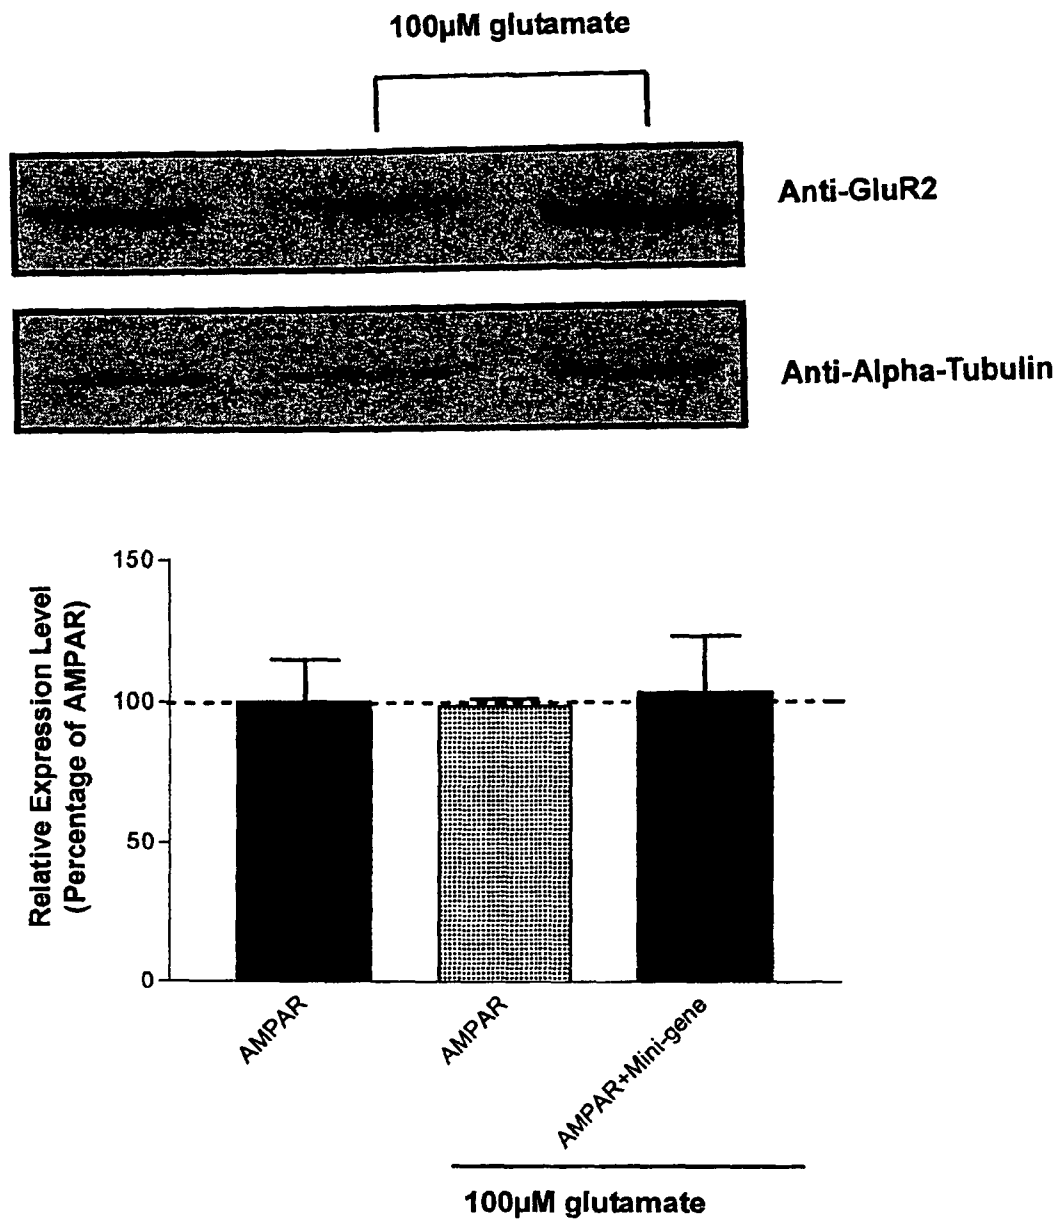 100µM glutamate
Anti-GluR2
Anti-Alpha-Tubulin
Relative Expression Level
(Percentage of AMPAR)
150
100
50
0
AMPAR
AMPAR
AMPAR+Mini-gene
100µM glutamate